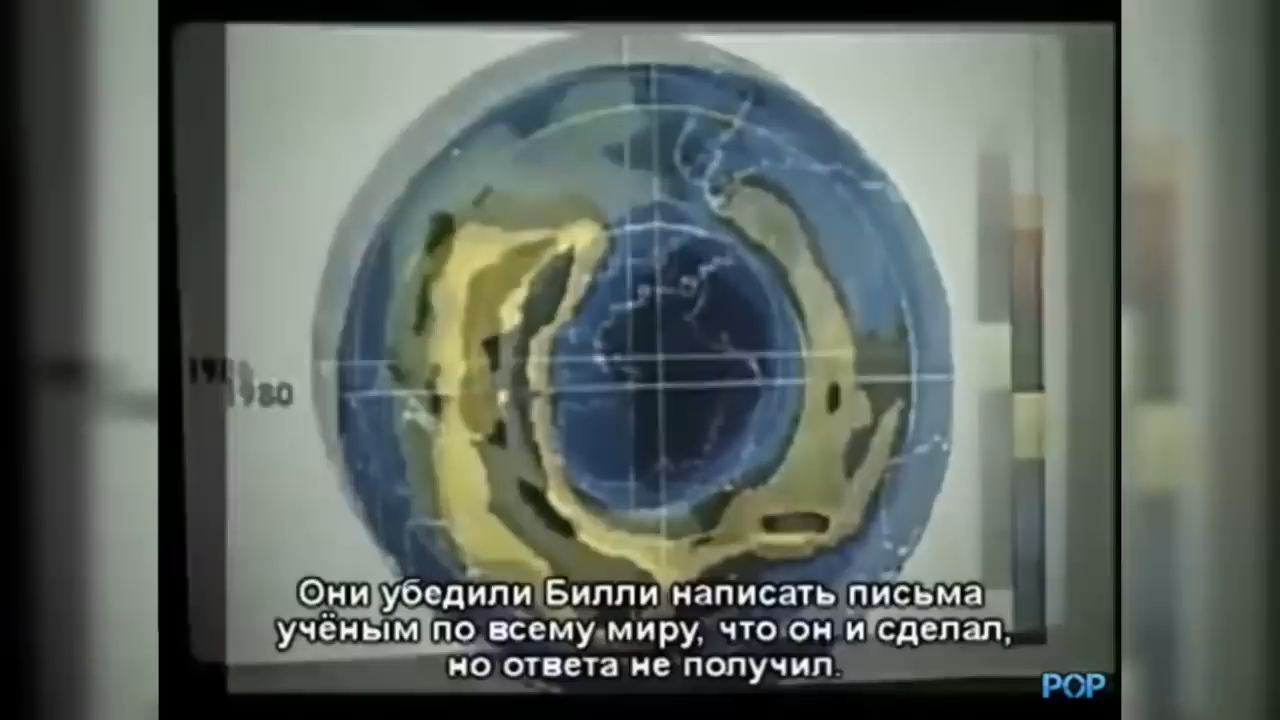 1980
Они убедили Билли написать письма
учёным по всему миру, что он и сделал,
но ответа не получил.
POP